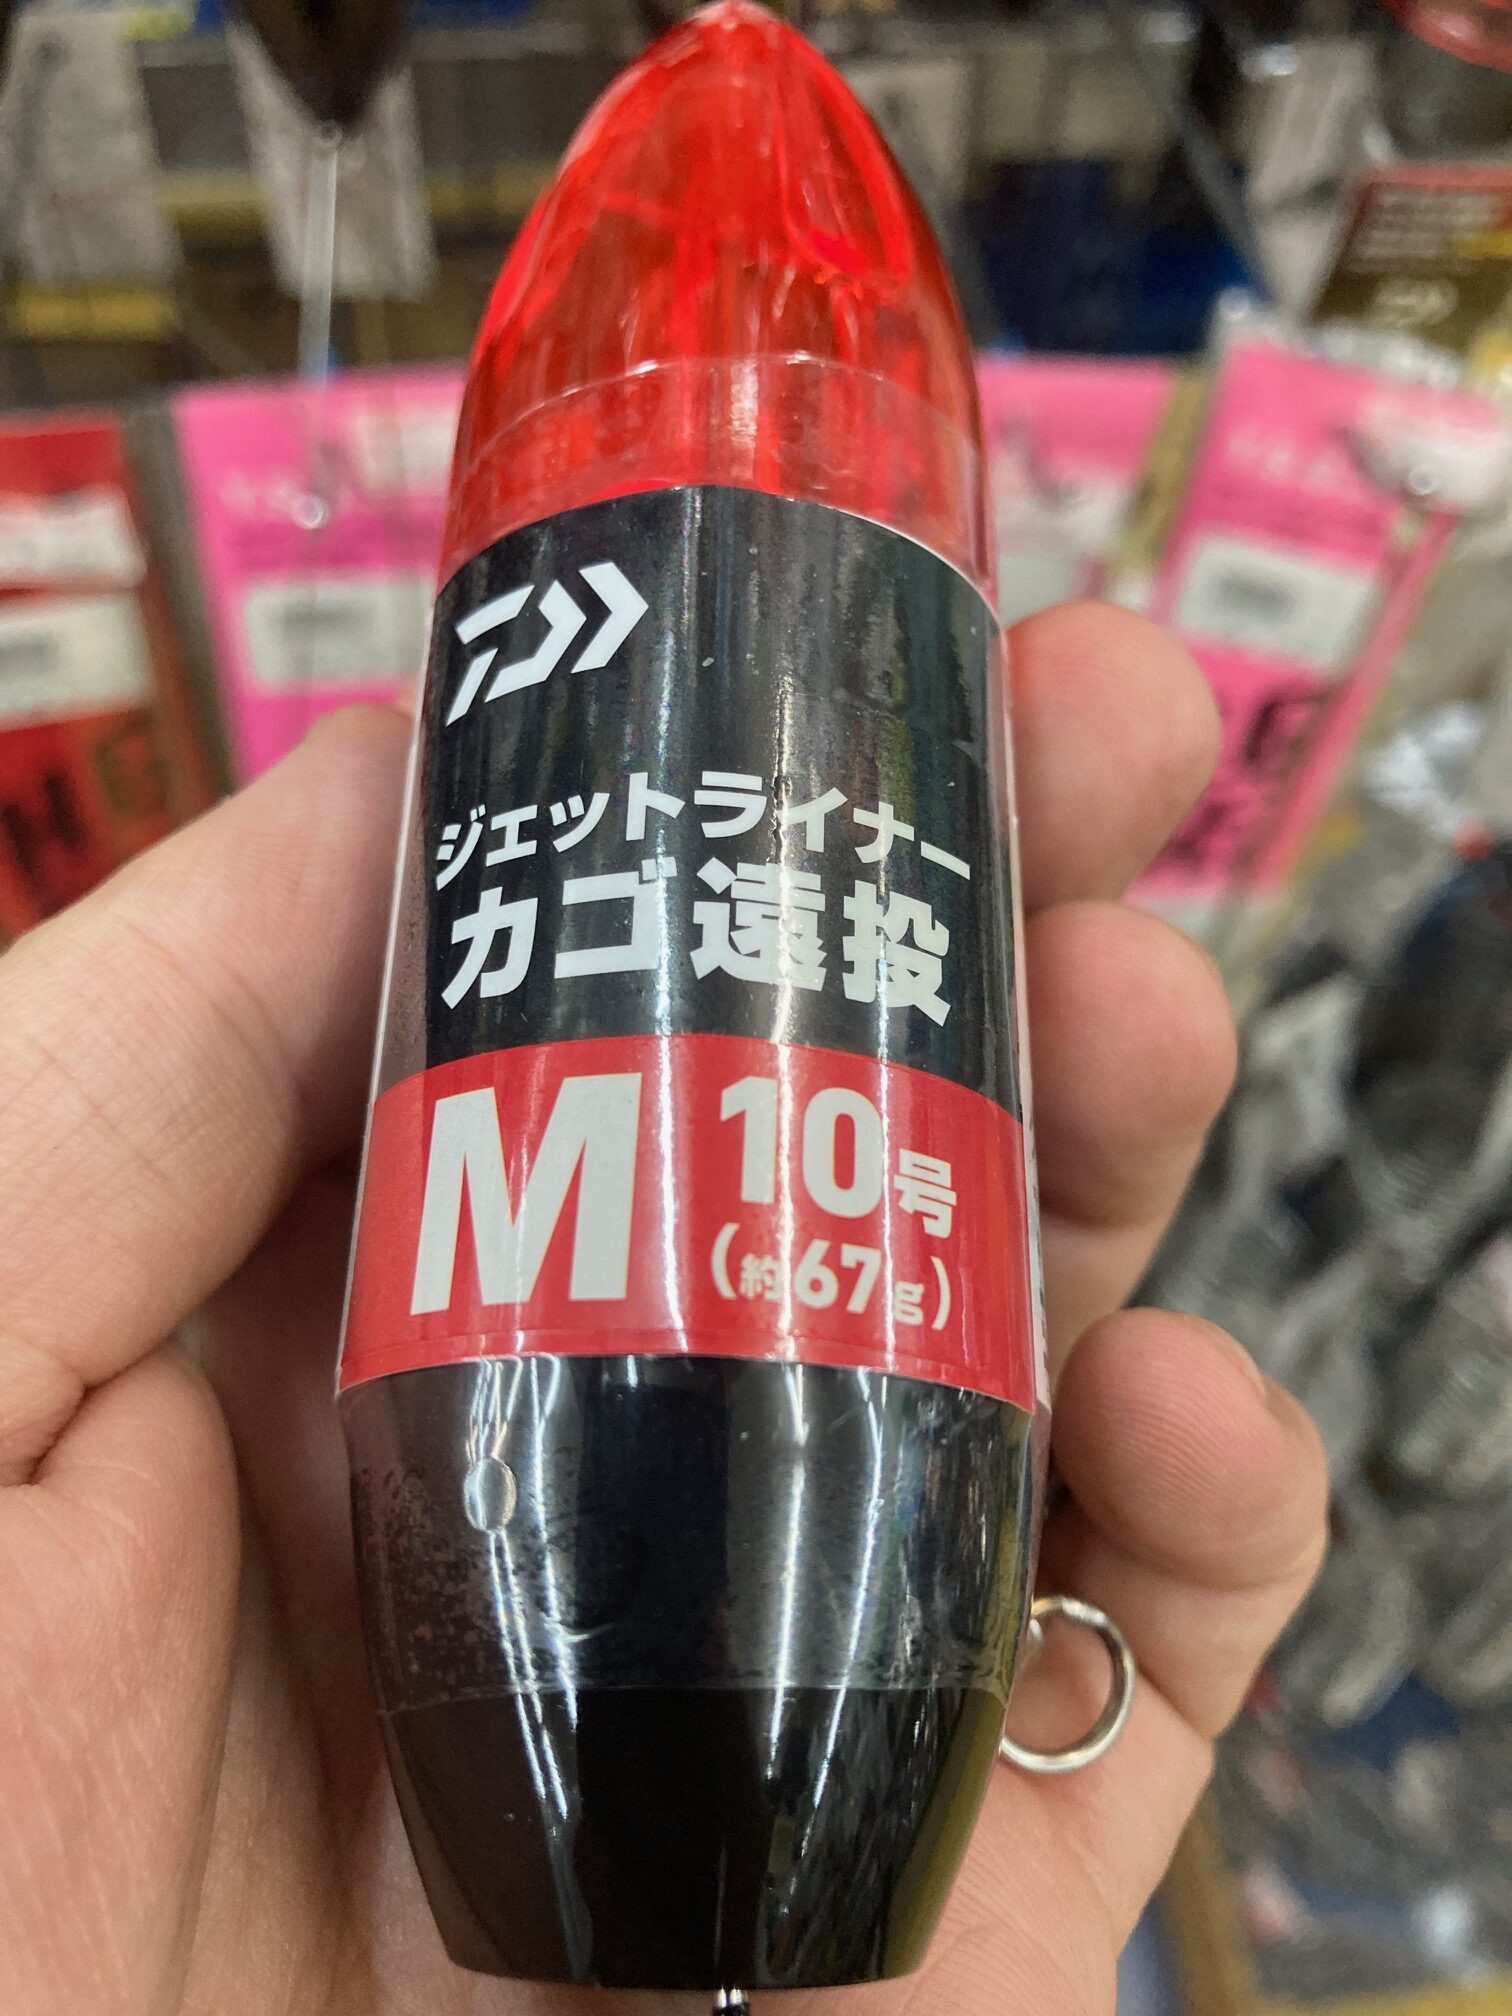 ジェットライナー
カゴ遠投
M 10号
(約67g)